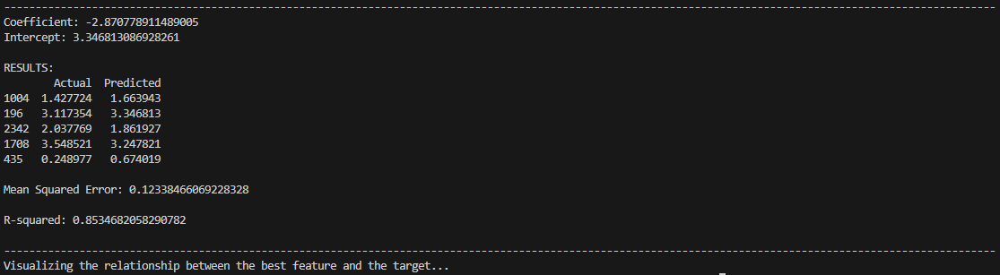 --------------------------------------------------------------------------------------------------------------------------------------------------------------
Coefficient: -2.870778911489005
Intercept: 3.346813086928261
RESULTS:
Actual Predicted
1004 1.427724 1.663943
196 3.117354 3.346813
2342 2.037769 1.861927
1708 3.548521 3.247821
435 0.248977 0.674019
Mean Squared Error: 0.12338466069228328
R-squared: 0.8534682058290782
--------------------------------------------------------------------------------------------------------------------------------------------------------------
Visualizing the relationship between the best feature and the target...